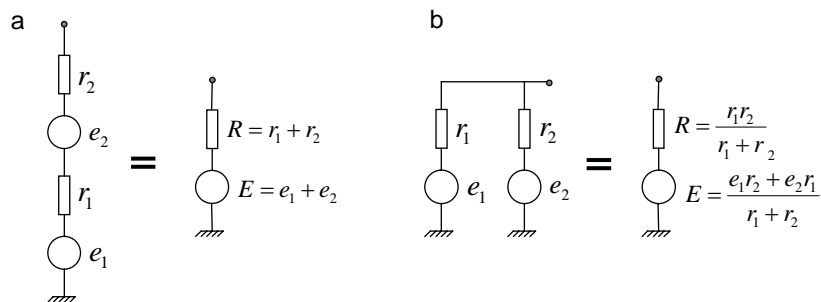 a
r₂
e₂
r₁
e₁
=
R = r₁ + r₂
E = e₁ + e₂
b
r₁
r₂
e₁
e₂
=
R = r₁r₂ / r₁ + r₂
E = e₁r₂ + e₂r₁ / r₁ + r₂